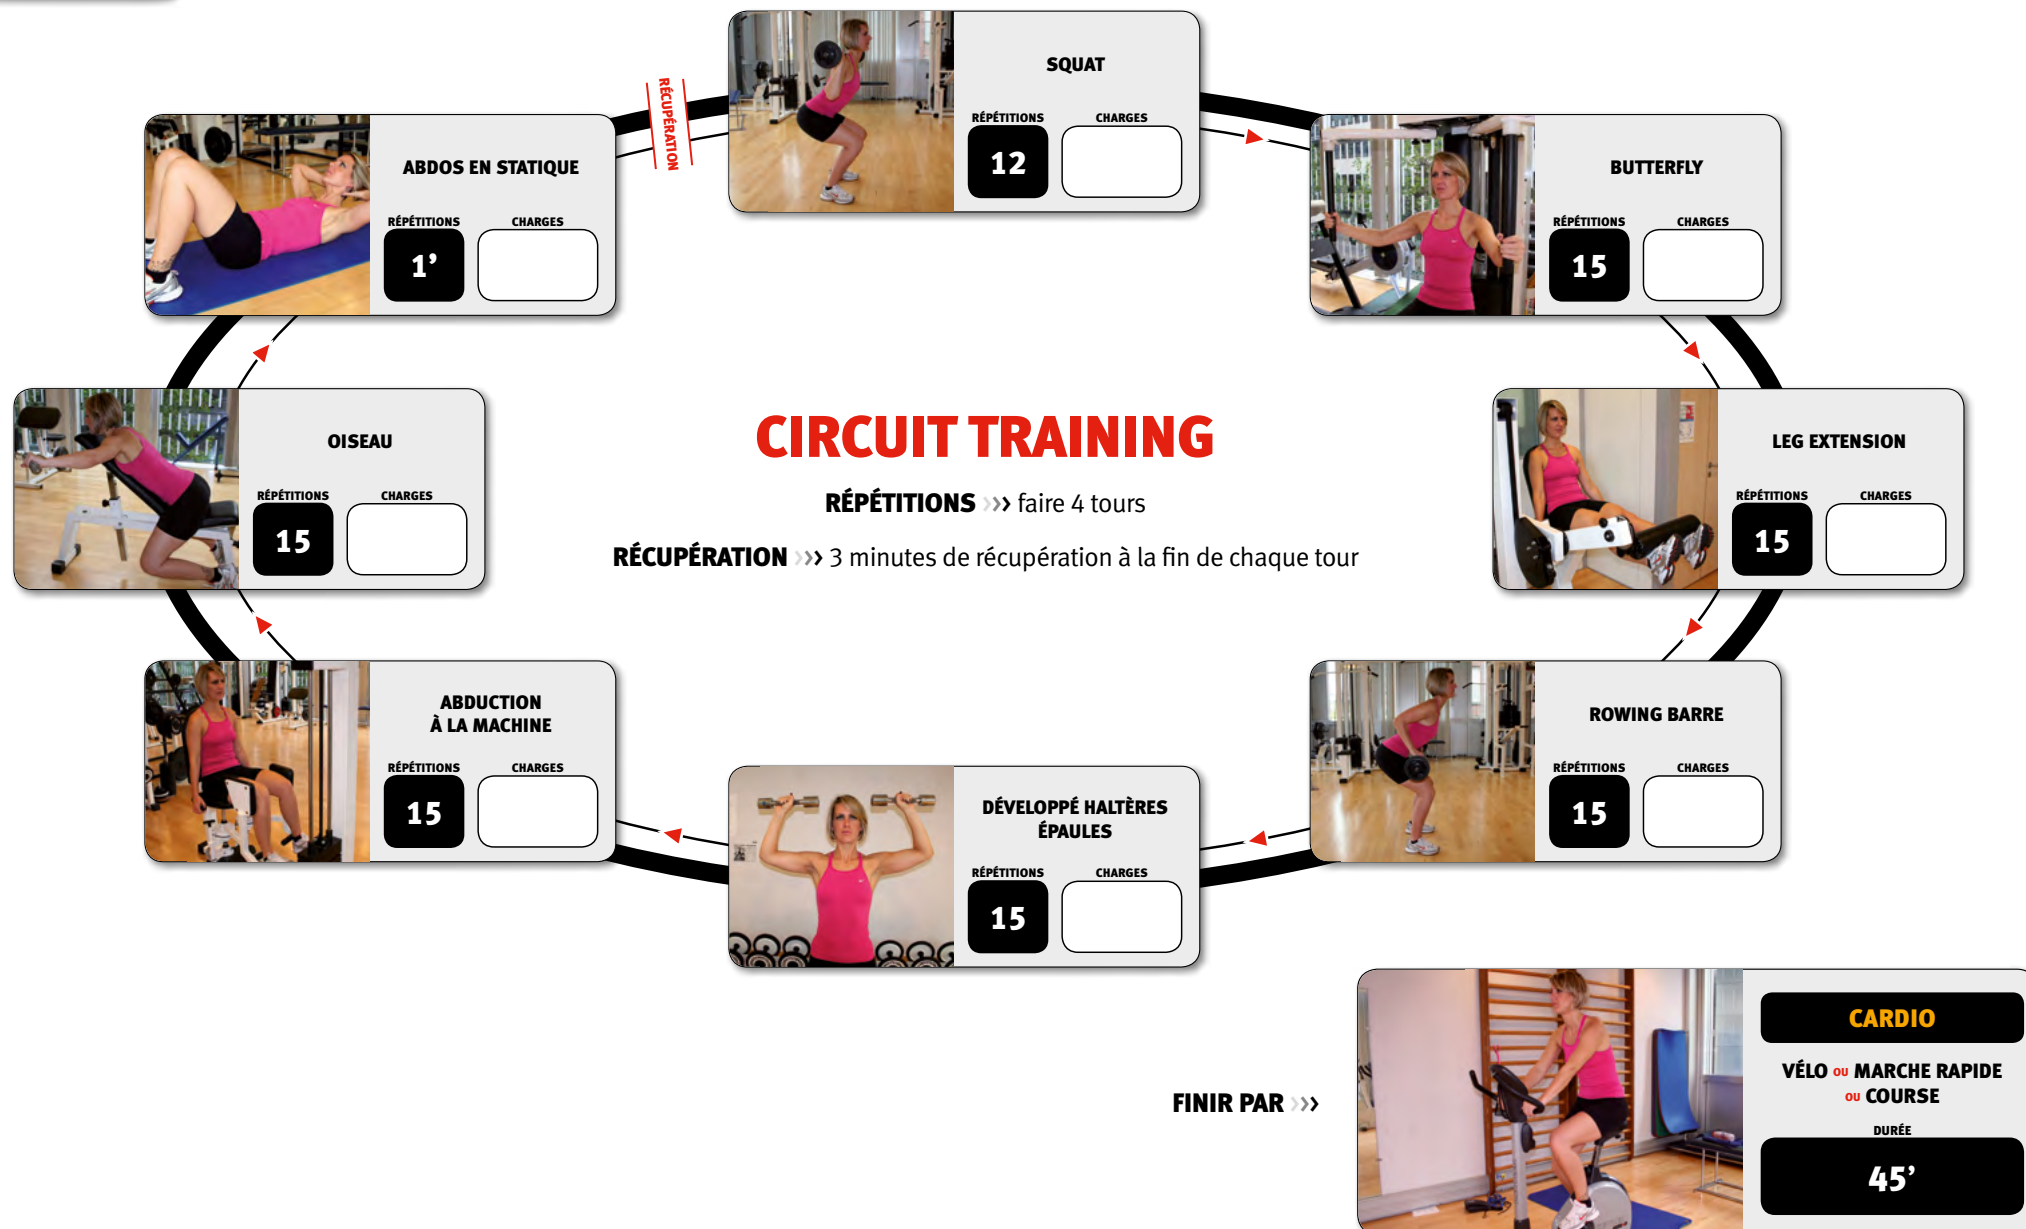 RÉCUPÉRATION
SQUAT
RÉPÉTITIONS CHARGES
12
BUTTERFLY
RÉPÉTITIONS CHARGES
15
LEG EXTENSION
RÉPÉTITIONS CHARGES
15
ROWING BARRE
RÉPÉTITIONS CHARGES
15
DÉVELOPPÉ HALTÈRES
ÉPAULES
RÉPÉTITIONS CHARGES
15
ABDUCTION
À LA MACHINE
RÉPÉTITIONS CHARGES
15
OISEAU
RÉPÉTITIONS CHARGES
15
ABDOS EN STATIQUE
RÉPÉTITIONS CHARGES
1’
CIRCUIT TRAINING
RÉPÉTITIONS ››› faire 4 tours
RÉCUPÉRATION ››› 3 minutes de récupération à la fin de chaque tour
FINIR PAR ›››
CARDIO
VÉLO OU MARCHE RAPIDE
OU COURSE
DURÉE
45’